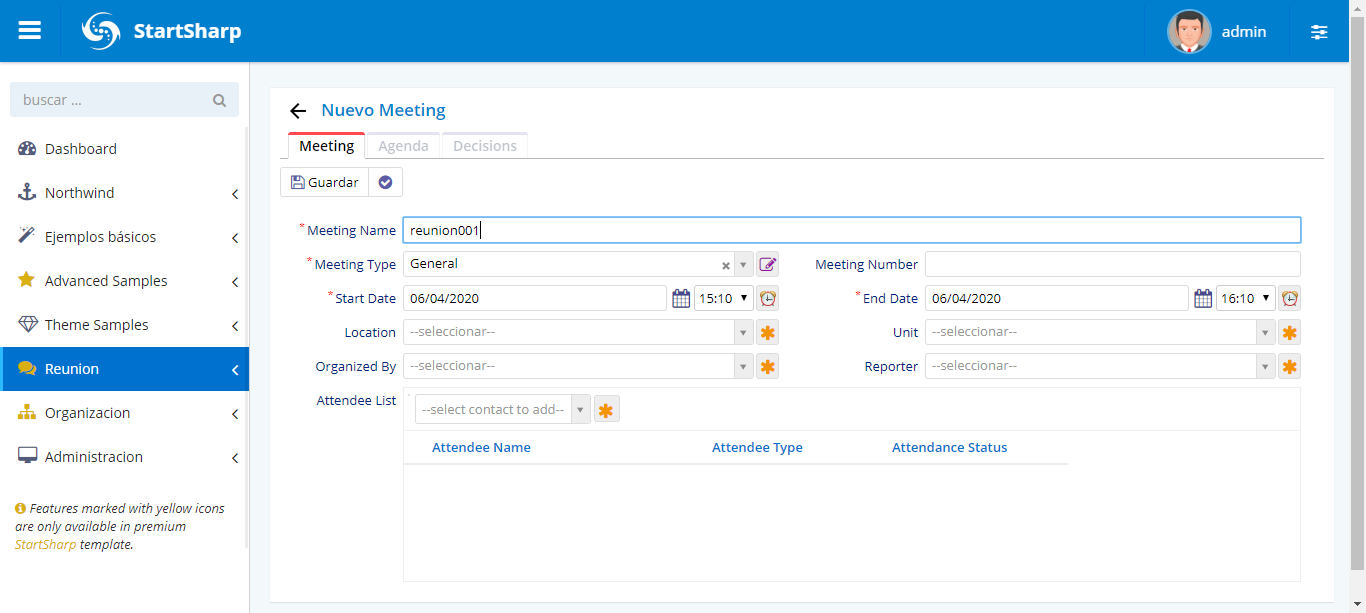 StartSharp
admin
buscar ...
Dashboard
Northwind
Ejemplos básicos
Advanced Samples
Theme Samples
Reunion
Organizacion
Administracion
Features marked with yellow icons
are only available in premium
StartSharp template.
Nuevo Meeting
Meeting Agenda Decisions
Guardar
* Meeting Name reunion001
* Meeting Type General Meeting Number
* Start Date 06/04/2020 15:10 * End Date 06/04/2020 16:10
Location --seleccionar-- Unit --seleccionar--
Organized By --seleccionar-- Reporter --seleccionar--
Attendee List --select contact to add--
Attendee Name Attendee Type Attendance Status